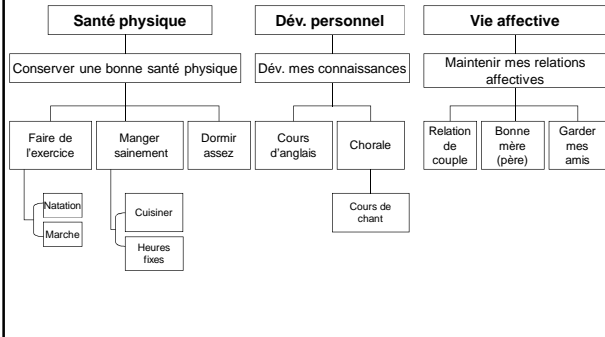 Santé physique
Dév. personnel
Vie affective
Conserver une bonne santé physique
Dév. mes connaissances
Maintenir mes relations
affectives
Faire de
l'exercice
Manger
sainement
Dormir
assez
Cours
d'anglais
Chorale
Relation
de
couple
Bonne
mère
(père)
Garder
mes
amis
Natation
Marche
Cuisiner
Heures
fixes
Cours de
chant